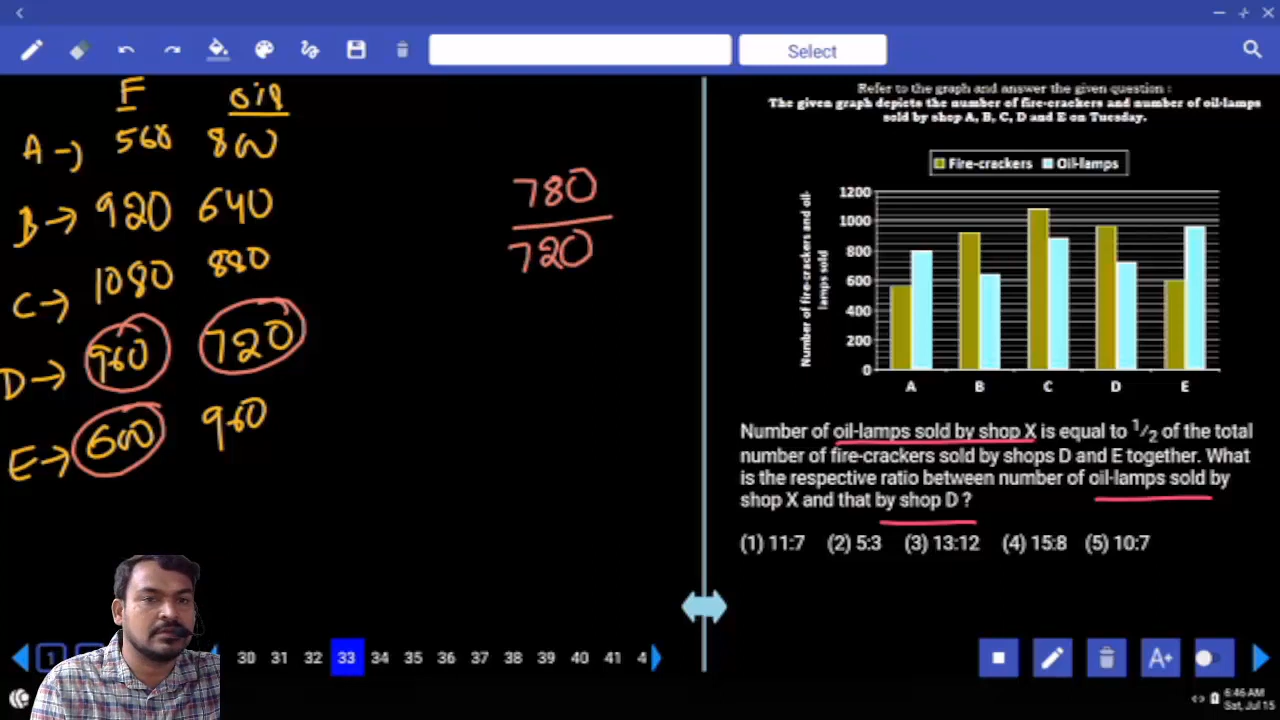 Select
F oil
A→ 560 800
B→ 920 640
C→ 1080 880
D→ 960 720
E→ 600 960
780
720
Refer to the graph and answer the given question :
The given graph depicts the number of fire-crackers and number of oil-lamps
sold by shop A, B, C, D and E on Tuesday.
Fire-crackers Oil-lamps
Number of fire-crackers and oil-
lamps sold
1200
1000
800
600
400
200
0
A B C D E
Number of oil-lamps sold by shop X is equal to 1/2 of the total
number of fire-crackers sold by shops D and E together. What
is the respective ratio between number of oil-lamps sold by
shop X and that by shop D ?
(1) 11:7 (2) 5:3 (3) 13:12 (4) 15:8 (5) 10:7
1 30 31 32 33 34 35 36 37 38 39 40 41 4
A+
6:46 AM
Sat, Jul 15